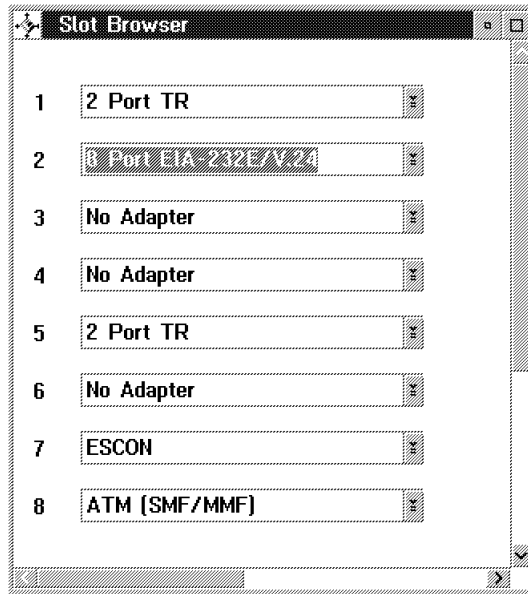 Slot Browser
1 2 Port TR
2 8 Port EIA-232E/V.24
3 No Adapter
4 No Adapter
5 2 Port TR
6 No Adapter
7 ESCON
8 ATM (SMF/MMF)